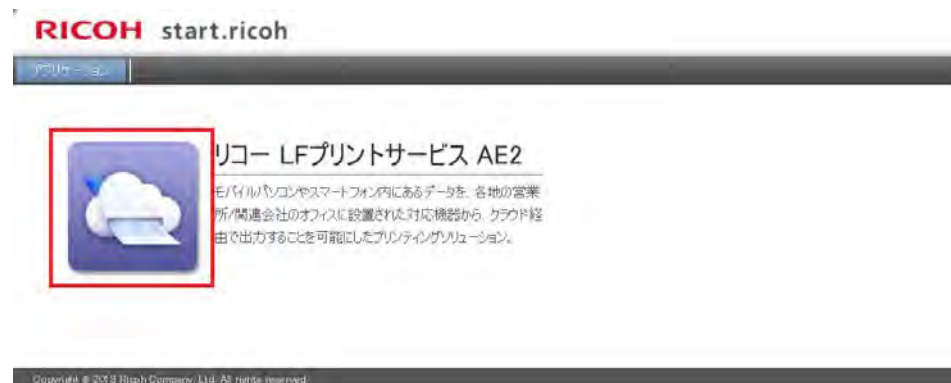 RICOH start.ricoh
アプリケーション
リコー LFプリントサービス AE2
モバイルパソコンやスマートフォン内にあるデータを、各地の営業
所/関連会社のオフィスに設置された対応機器から、クラウド経
由で出力することを可能にしたプリンティングソリューション。
Copyright © 2013 Ricoh Company, Ltd. All rights reserved.